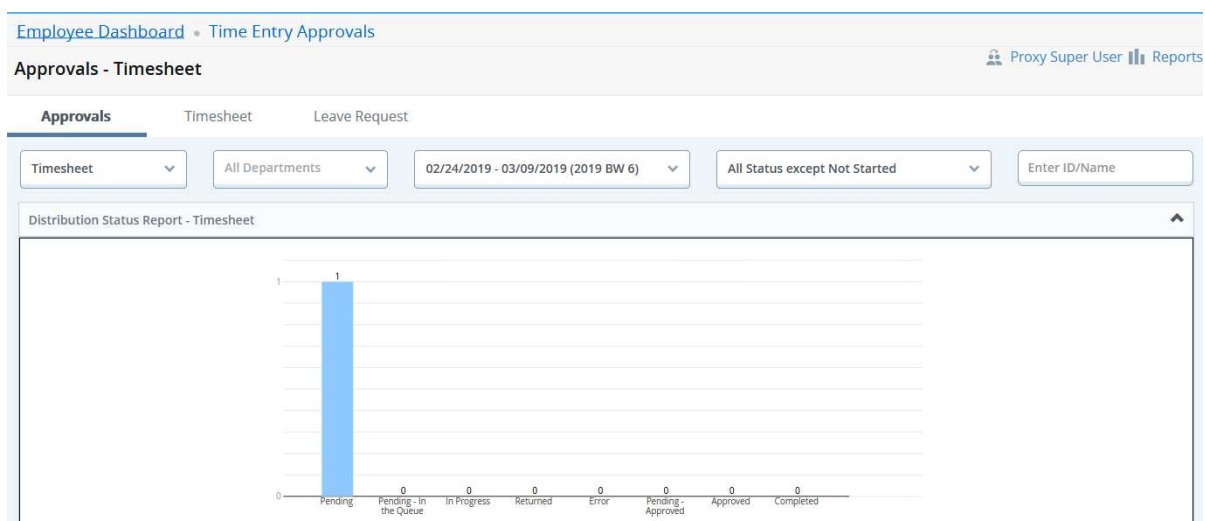 Employee Dashboard • Time Entry Approvals
Approvals - Timesheet
Proxy Super User Reports
Approvals Timesheet Leave Request
Timesheet All Departments 02/24/2019 - 03/09/2019 (2019 BW 6) All Status except Not Started Enter ID/Name
Distribution Status Report - Timesheet
1
1
0 0 0 0 0 0 0
0
Pending Pending - In the Queue In Progress Returned Error Pending - Approved Approved Completed